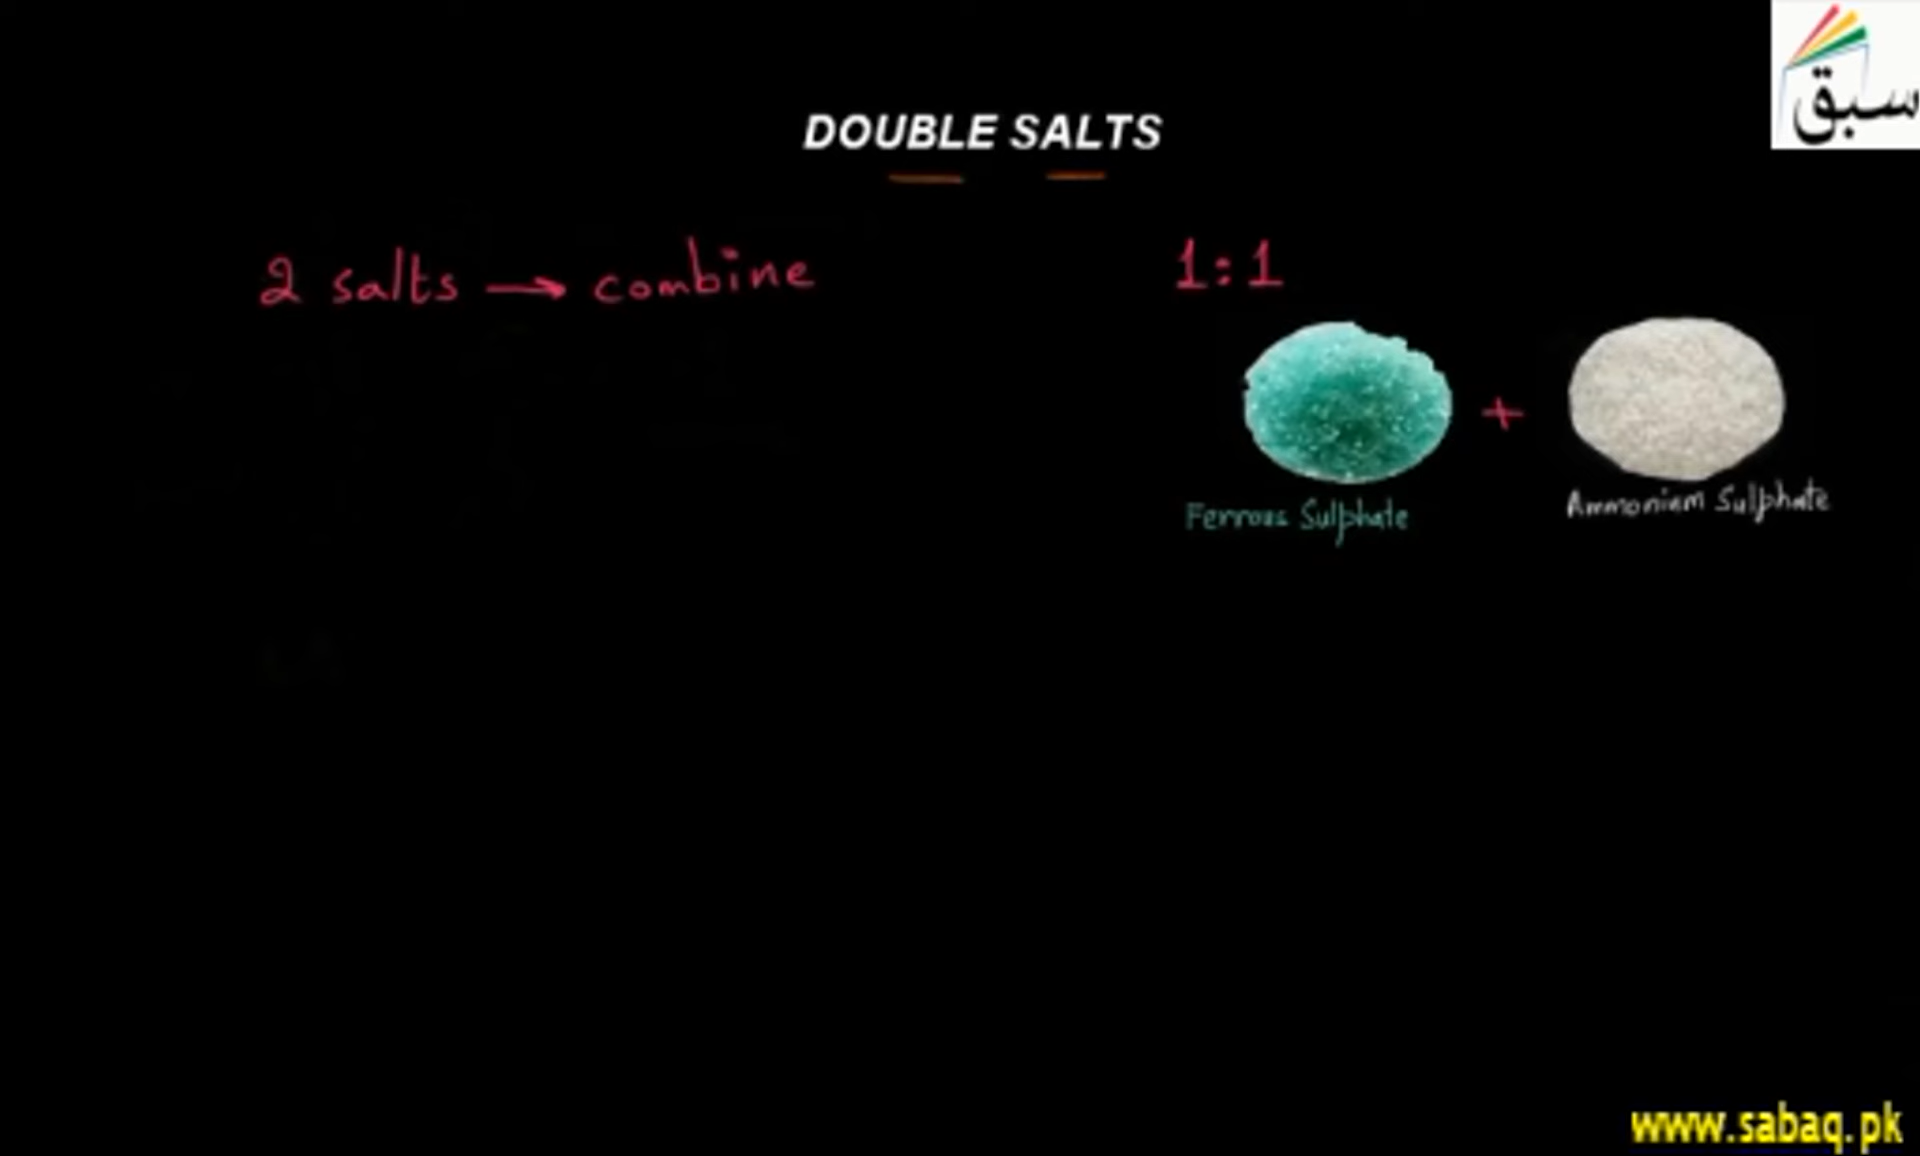 سبق
DOUBLE SALTS
2 salts → combine
1:1
+
Ferrous Sulphate
Ammonium Sulphate
www.sabaq.pk